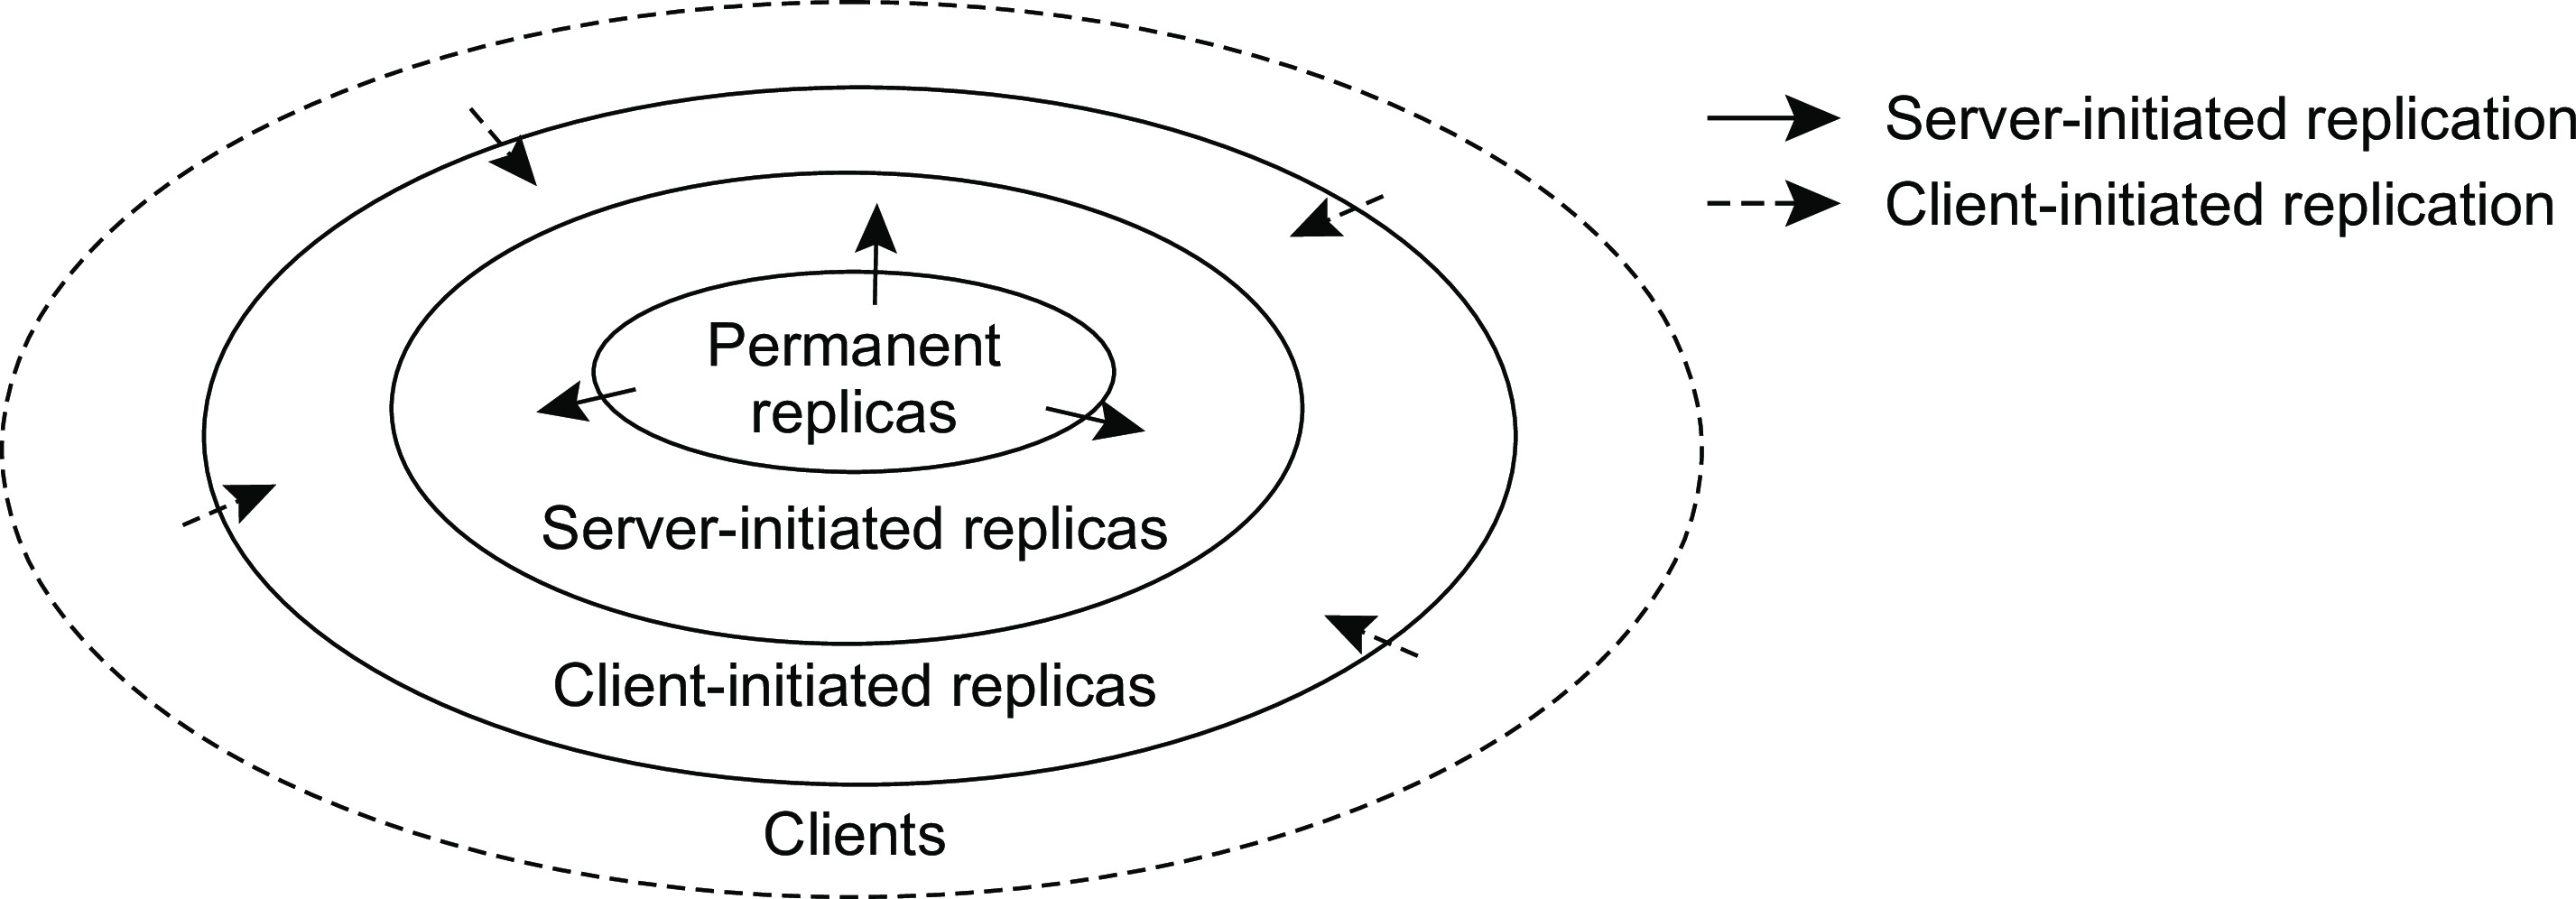 Server-initiated replication
Client-initiated replication
Permanent
replicas
Server-initiated replicas
Client-initiated replicas
Clients